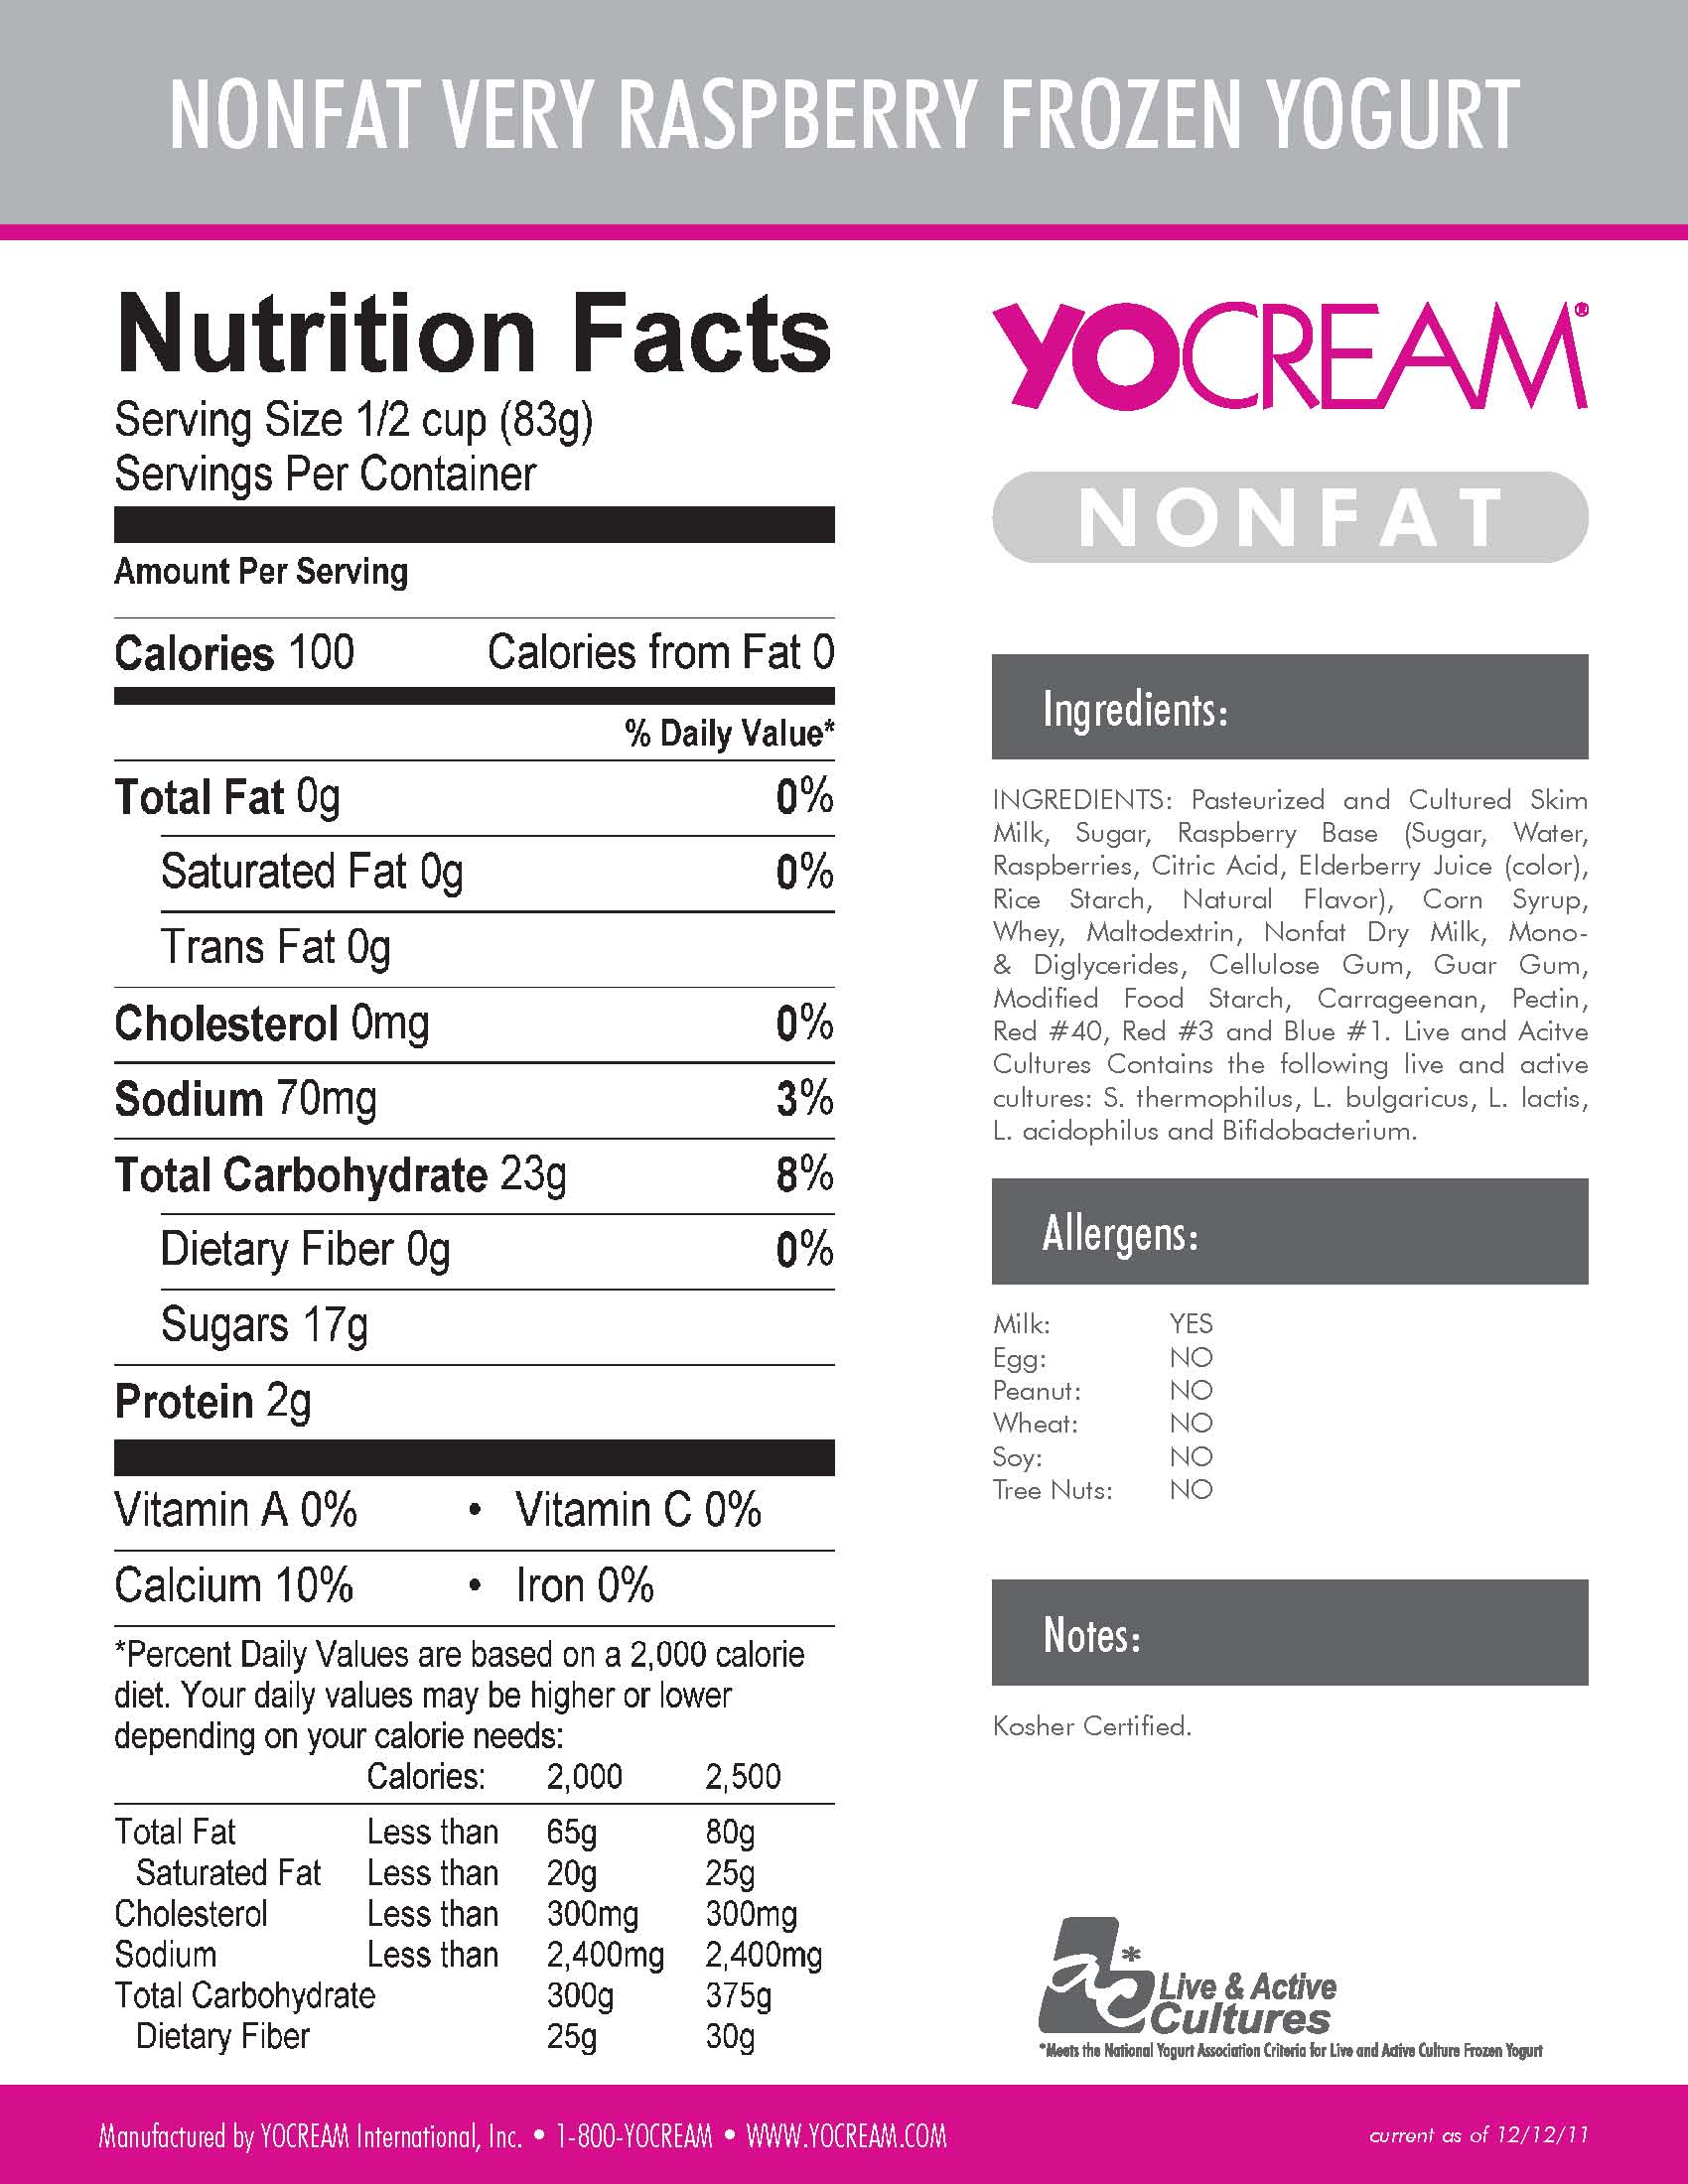 NONFAT VERY RASPBERRY FROZEN YOGURT
Nutrition Facts
Serving Size 1/2 cup (83g)
Servings Per Container
Amount Per Serving
Calories 100 Calories from Fat 0
% Daily Value*
Total Fat 0g 0%
Saturated Fat 0g 0%
Trans Fat 0g
Cholesterol 0mg 0%
Sodium 70mg 3%
Total Carbohydrate 23g 8%
Dietary Fiber 0g 0%
Sugars 17g
Protein 2g
Vitamin A 0% • Vitamin C 0%
Calcium 10% • Iron 0%
*Percent Daily Values are based on a 2,000 calorie
diet. Your daily values may be higher or lower
depending on your calorie needs:
Calories: 2,000 2,500
Total Fat Less than 65g 80g
Saturated Fat Less than 20g 25g
Cholesterol Less than 300mg 300mg
Sodium Less than 2,400mg 2,400mg
Total Carbohydrate 300g 375g
Dietary Fiber 25g 30g
YOCREAM®
NONFAT
Ingredients:
INGREDIENTS: Pasteurized and Cultured Skim
Milk, Sugar, Raspberry Base (Sugar, Water,
Raspberries, Citric Acid, Elderberry Juice (color),
Rice Starch, Natural Flavor), Corn Syrup,
Whey, Maltodextrin, Nonfat Dry Milk, Mono-
& Diglycerides, Cellulose Gum, Guar Gum,
Modified Food Starch, Carrageenan, Pectin,
Red #40, Red #3 and Blue #1. Live and Acitve
Cultures Contains the following live and active
cultures: S. thermophilus, L. bulgaricus, L. lactis,
L. acidophilus and Bifidobacterium.
Allergens:
Milk: YES
Egg: NO
Peanut: NO
Wheat: NO
Soy: NO
Tree Nuts: NO
Notes:
Kosher Certified.
ac*
Live & Active
Cultures
*Meets the National Yogurt Association Criteria for Live and Active Culture Frozen Yogurt
Manufactured by YOCREAM International, Inc. • 1-800-YOCREAM • WWW.YOCREAM.COM
current as of 12/12/11